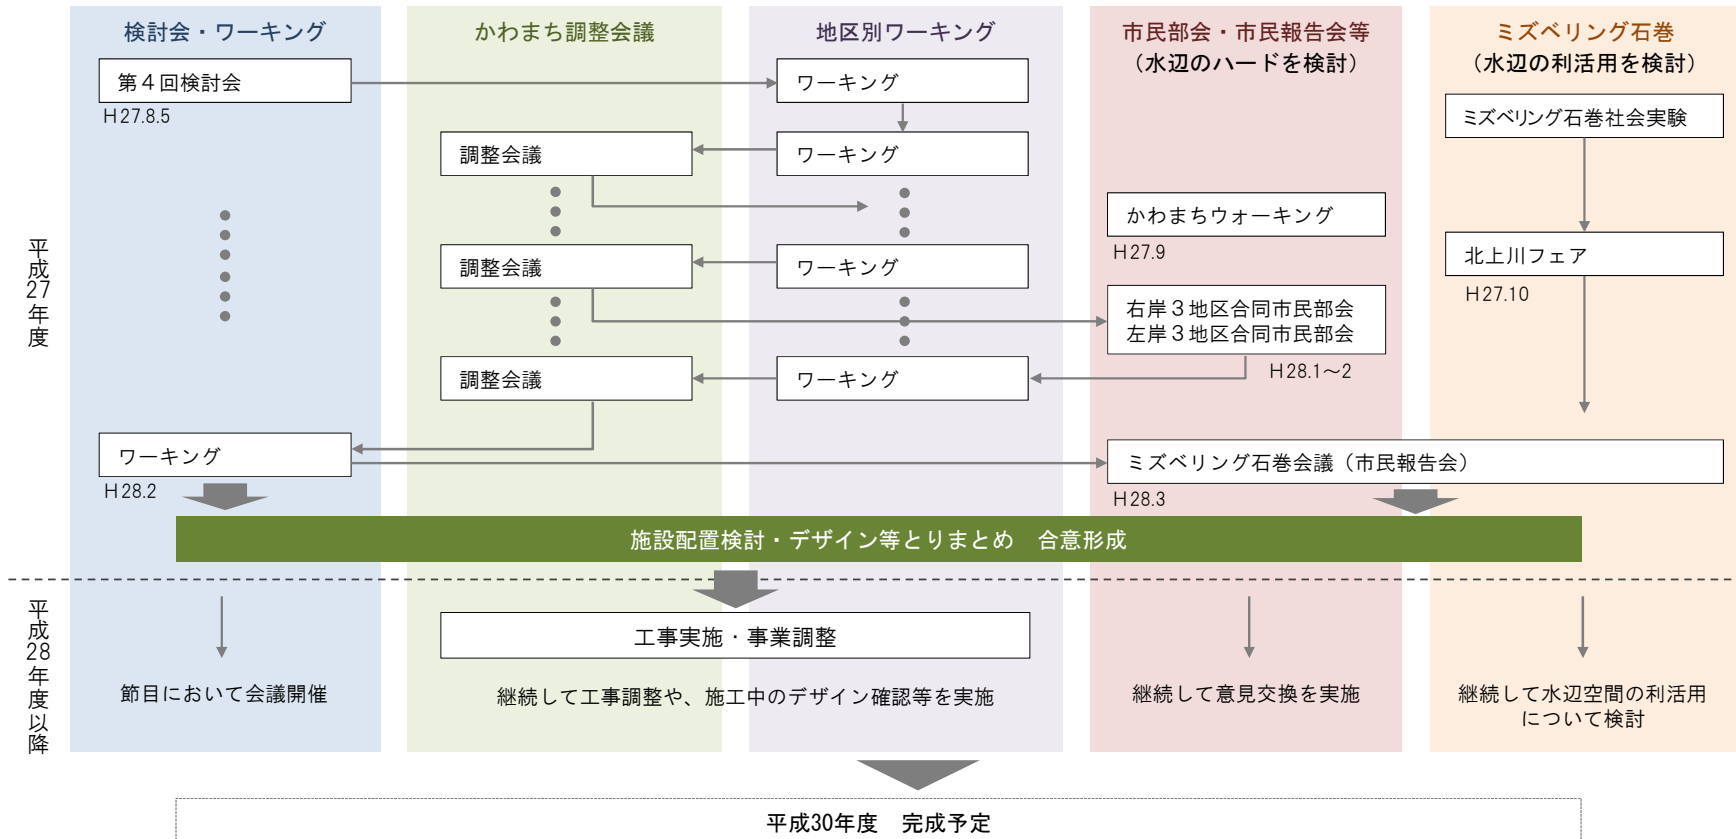 検討会・ワーキング
かわまち調整会議
地区別ワーキング
市民部会・市民報告会等
（水辺のハードを検討）
ミズベリング石巻
（水辺の利活用を検討）
平成27年度
第４回検討会
H27.8.5
ワーキング
ミズベリング石巻社会実験
調整会議
ワーキング
かわまちウォーキング
H27.9
調整会議
ワーキング
北上川フェア
H27.10
右岸３地区合同市民部会
左岸３地区合同市民部会
H28.1～2
調整会議
ワーキング
ワーキング
H28.2
ミズベリング石巻会議（市民報告会）
H28.3
施設配置検討・デザイン等とりまとめ　合意形成
平成28年度以降
工事実施・事業調整
節目において会議開催
継続して工事調整や、施工中のデザイン確認等を実施
継続して意見交換を実施
継続して水辺空間の利活用
について検討
平成30年度　完成予定